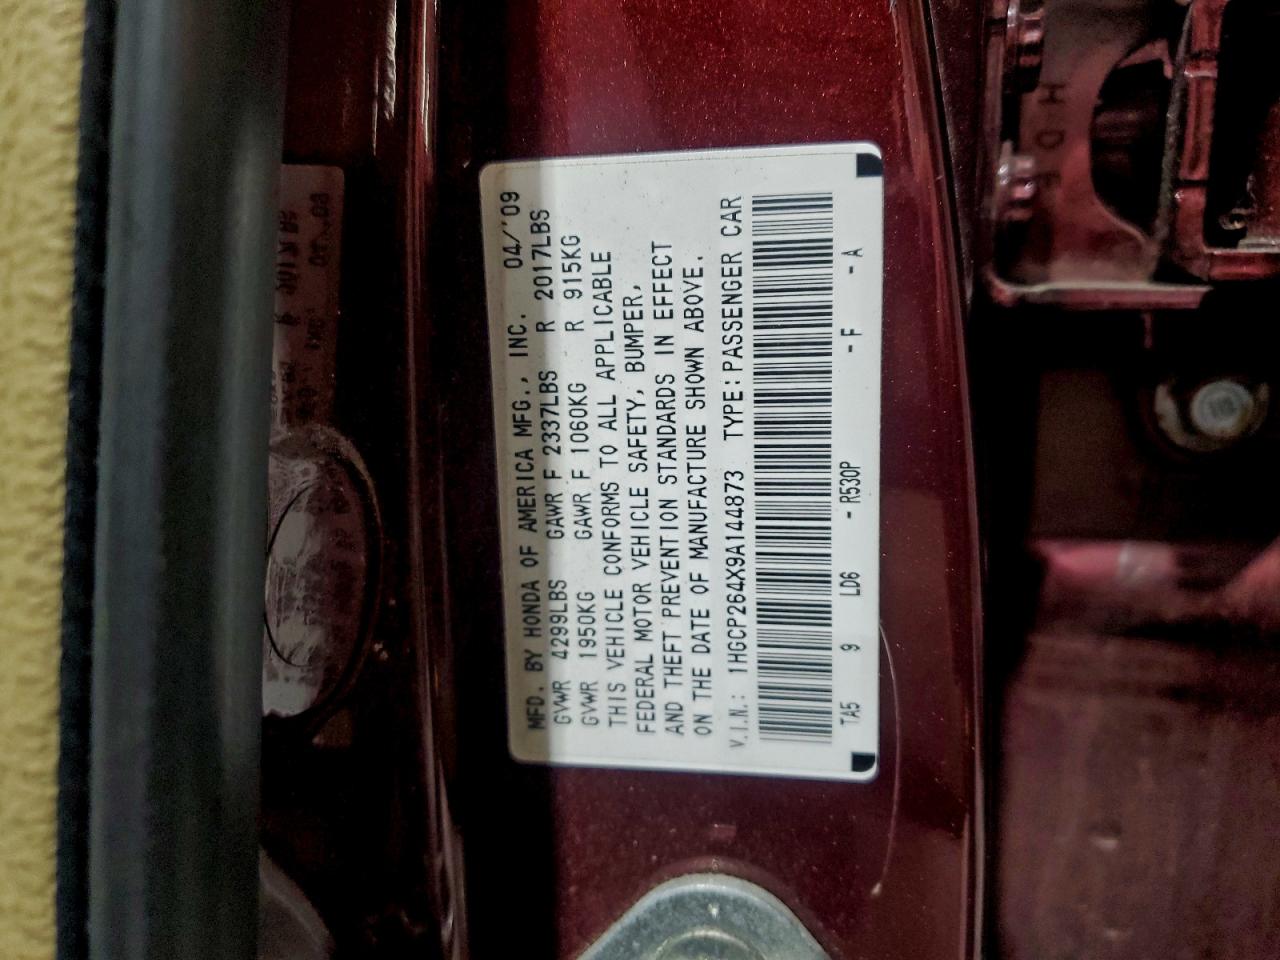 MFD. BY HONDA OF AMERICA MFG., INC. 04/'09
GVWR 4299LBS GAWR F 2337LBS R 2017LBS
GVWR 1950KG GAWR F 1060KG R 915KG
THIS VEHICLE CONFORMS TO ALL APPLICABLE
FEDERAL MOTOR VEHICLE SAFETY, BUMPER,
AND THEFT PREVENTION STANDARDS IN EFFECT
ON THE DATE OF MANUFACTURE SHOWN ABOVE.
V.I.N.: 1HGCP264X9A144873 TYPE:PASSENGER CAR
TA5 9 LD6 - R530P - F - A